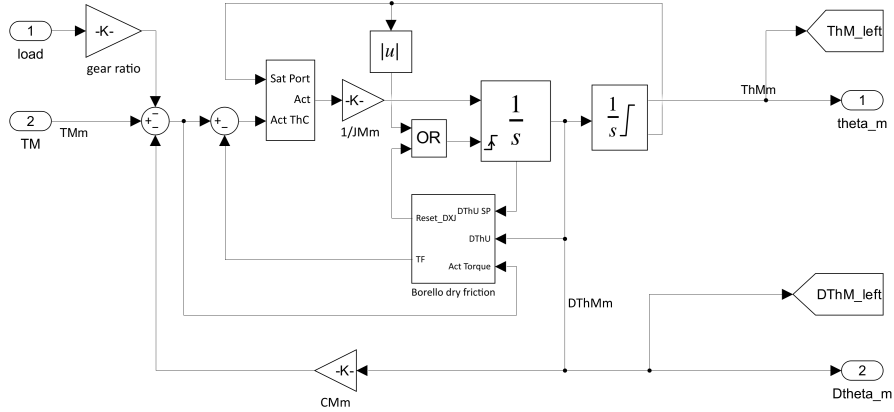 1
load
-K-
gear ratio
2
TM
TMm
−
+
−
+
−
Sat Port
Act
Act ThC
-K-
1/JMm
|u|
OR
1
s
1
s
ThMm
ThM_left
1
theta_m
Reset_DXJ
DThU SP
DThU
TF
Act Torque
Borello dry friction
DThMm
DThM_left
-K-
CMm
2
Dtheta_m